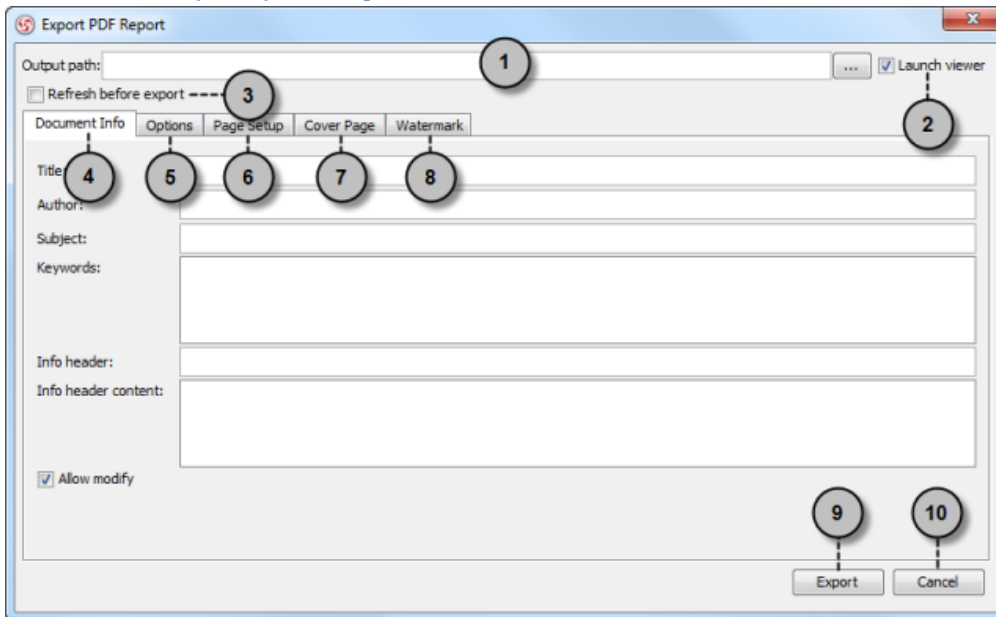 Export PDF Report
Output path: 1 ... Launch viewer
Refresh before export 3 2
Document Info Options Page Setup Cover Page Watermark
4 5 6 7 8
Title:
Author:
Subject:
Keywords:
Info header:
Info header content:
Allow modify
9 10
Export Cancel